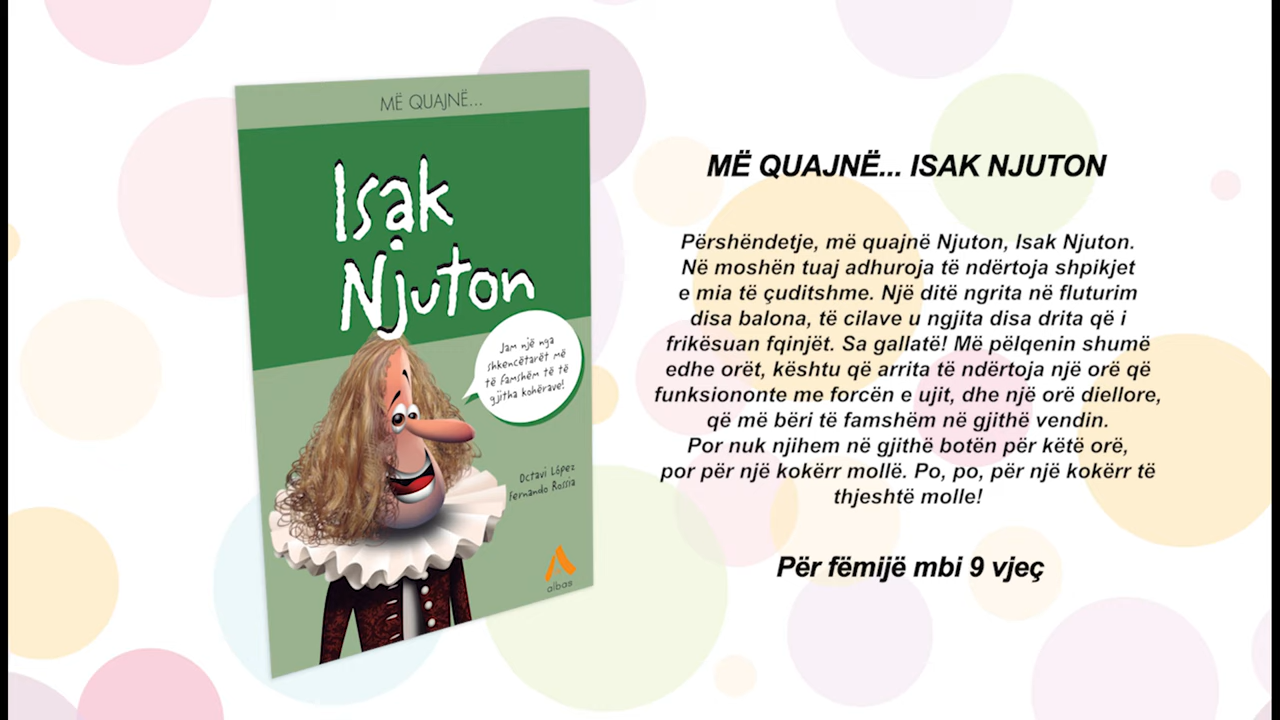 MË QUAJNË...
Isak
Njuton
Jam një nga
shkencëtarët më
të famshëm të të
gjitha kohërave!
Octavi López
Fernando Rossia
albas
MË QUAJNË... ISAK NJUTON
Përshëndetje, më quajnë Njuton, Isak Njuton.
Në moshën tuaj adhuroja të ndërtoja shpikjet
e mia të çuditshme. Një ditë ngrita në fluturim
disa balona, të cilave u ngjita disa drita që i
frikësuan fqinjët. Sa gallatë! Më pëlqenin shumë
edhe orët, kështu që arrita të ndërtoja një orë që
funksiononte me forcën e ujit, dhe një orë diellore,
që më bëri të famshëm në gjithë vendin.
Por nuk njihem në gjithë botën për këtë orë,
por për një kokërr mollë. Po, po, për një kokërr të
thjeshtë molle!
Për fëmijë mbi 9 vjeç